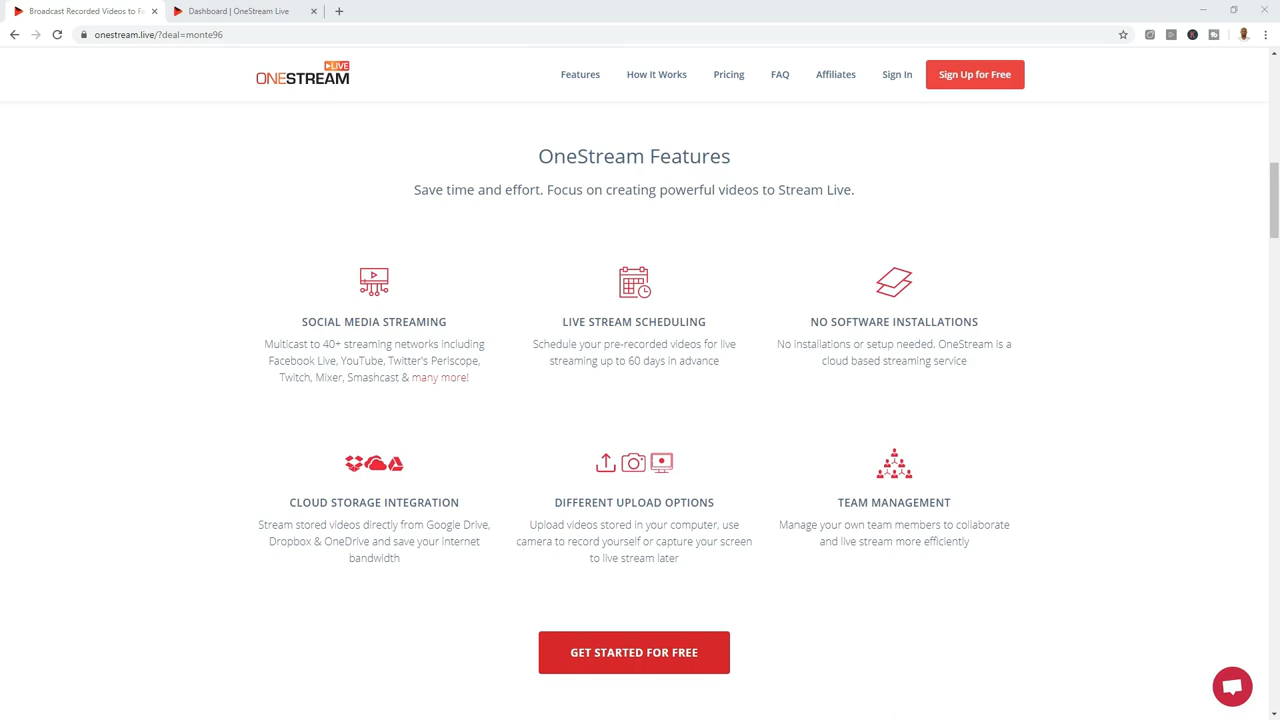 Broadcast Recorded Videos to Fa
Dashboard | OneStream Live
onestream.live/?deal=monte96
LIVE
ONESTREAM
Features
How It Works
Pricing
FAQ
Affiliates
Sign In
Sign Up for Free
OneStream Features
Save time and effort. Focus on creating powerful videos to Stream Live.
SOCIAL MEDIA STREAMING
Multicast to 40+ streaming networks including
Facebook Live, YouTube, Twitter's Periscope,
Twitch, Mixer, Smashcast & many more!
LIVE STREAM SCHEDULING
Schedule your pre-recorded videos for live
streaming up to 60 days in advance
NO SOFTWARE INSTALLATIONS
No installations or setup needed. OneStream is a
cloud based streaming service
CLOUD STORAGE INTEGRATION
Stream stored videos directly from Google Drive,
Dropbox & OneDrive and save your internet
bandwidth
DIFFERENT UPLOAD OPTIONS
Upload videos stored in your computer, use
camera to record yourself or capture your screen
to live stream later
TEAM MANAGEMENT
Manage your own team members to collaborate
and live stream more efficiently
GET STARTED FOR FREE